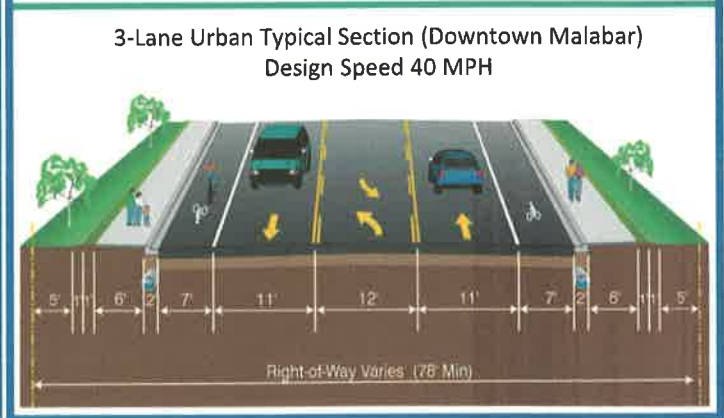 3-Lane Urban Typical Section (Downtown Malabar)
Design Speed 40 MPH
5' 1' 1' 6' 2' 7' 11' 12' 11' 7' 2' 6' 1' 1' 5'
Right-of-Way Varies (78' Min)